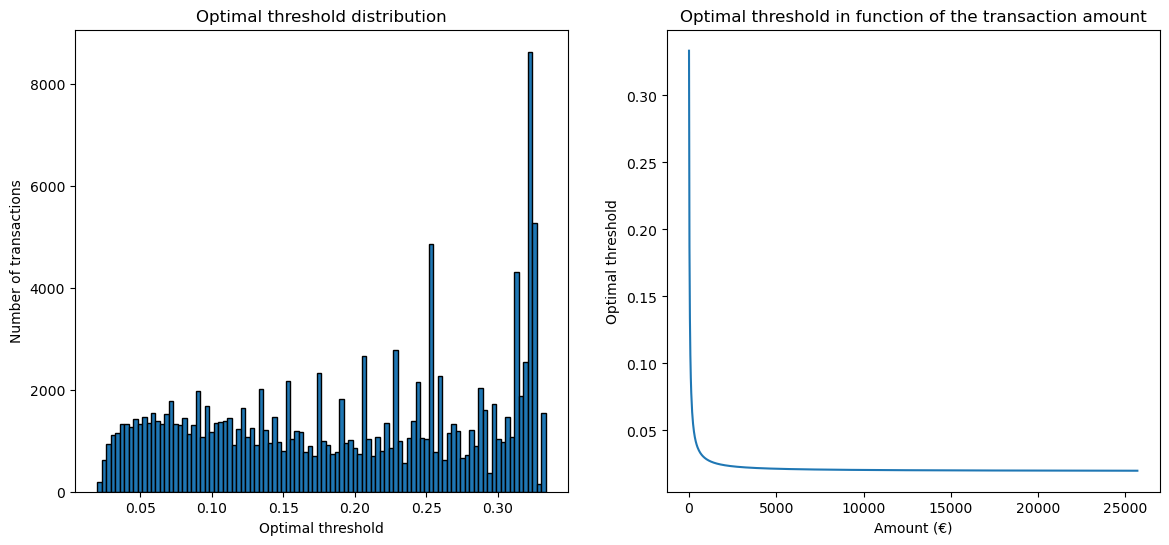 Optimal threshold distribution
Number of transactions
8000
6000
4000
2000
0
0.05 0.10 0.15 0.20 0.25 0.30
Optimal threshold
Optimal threshold in function of the transaction amount
Optimal threshold
0.30
0.25
0.20
0.15
0.10
0.05
0 5000 10000 15000 20000 25000
Amount (€)